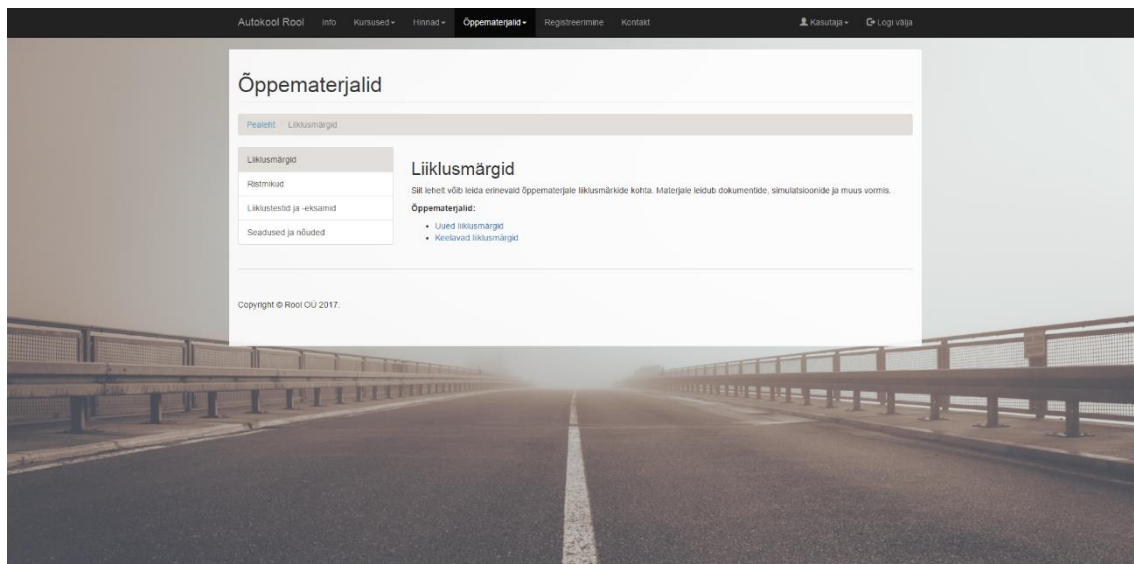 Autokool Rool Info Kursused Hinnad Õppematerjalid Registreerimine Kontakt Kasutaja Logi välja
Õppematerjalid
Pealeht / Liiklusmärgid
Liiklusmärgid
Ristmikud
Liiklustestid ja -eksamid
Seadused ja nõuded
Liiklusmärgid
Siit lehelt võib leida erinevaid õppematerjale liiklusmärkide kohta. Materjale leidub dokumentide, simulatsioonide ja muus vormis.
Õppematerjalid:
• Uued liiklusmärgid
• Keelavad liiklusmärgid
Copyright © Rool OÜ 2017.